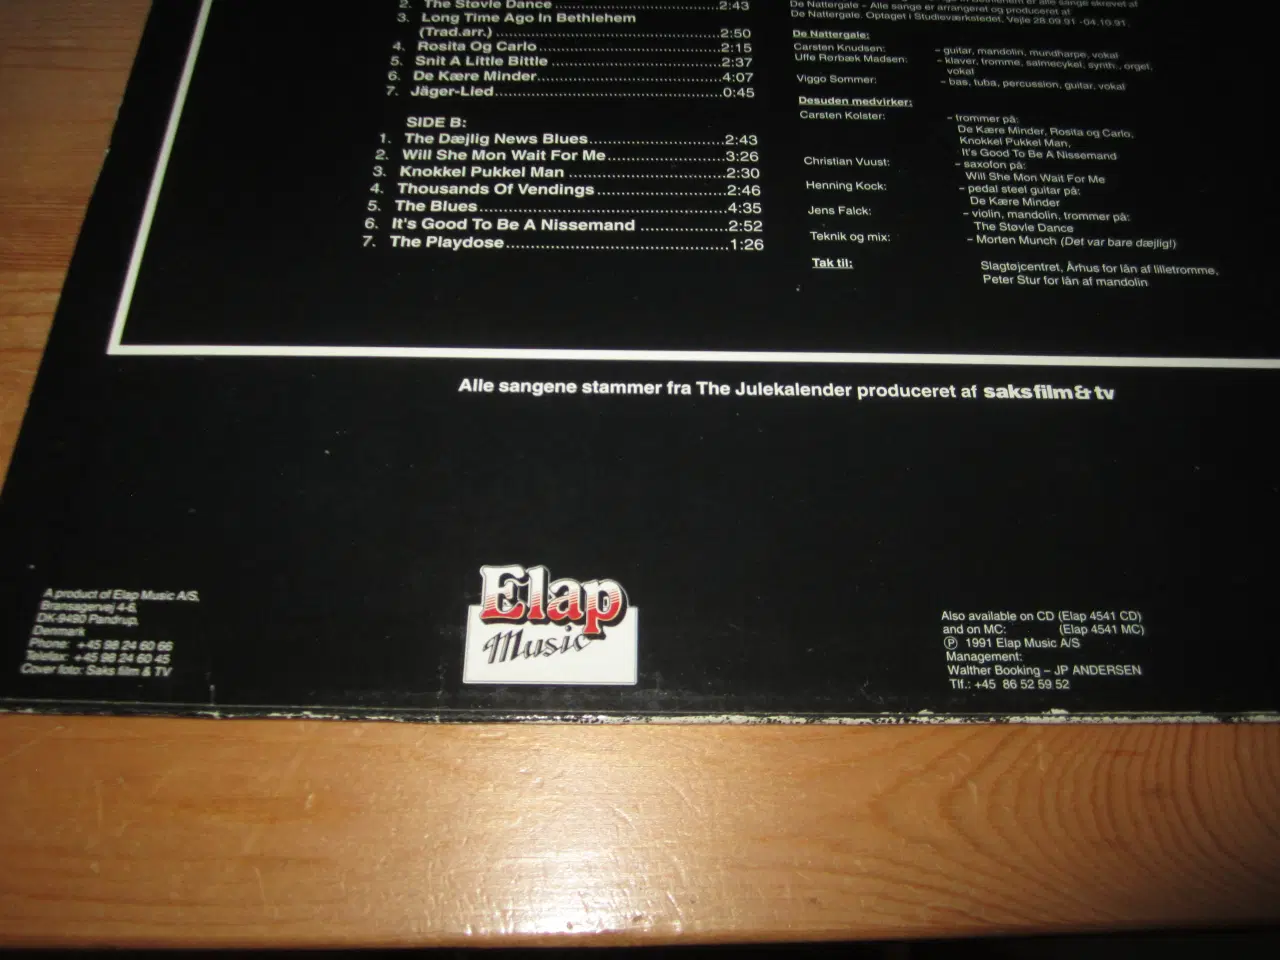 2. The Støvle Dance........................2:43
3. Long Time Ago In Bethlehem
(Trad.arr.)........................2:50
4. Rosita Og Carlo........................2:15
5. Snit A Little Bittle........................2:37
6. De Kære Minder........................4:07
7. Jäger-Lied........................0:45
SIDE B:
1. The Dæjlig News Blues........................2:43
2. Will She Mon Wait For Me........................3:26
3. Knokkel Pukkel Man........................2:30
4. Thousands Of Vendings........................2:46
5. The Blues........................4:35
6. It's Good To Be A Nissemand ........................2:52
7. The Playdose........................1:26
De Nattergale – Alle sange er arrangeret og produceret af
De Nattergale. Optaget i Studieværkstedet, Vejle 28.09.91 -04.10.91.
De Nattergale:
Carsten Knudsen: – guitar, mandolin, mundharpe, vokal
Uffe Rørbæk Madsen: – klaver, tromme, salmecykel, synth., orgel,
vokal
Viggo Sommer: – bas, tuba, percussion, guitar, vokal
Desuden medvirker:
Carsten Kolster: – trommer på:
De Kære Minder, Rosita og Carlo,
Knokkel Pukkel Man,
It's Good To Be A Nissemand
Christian Vuust: – saxofon på:
Will She Mon Wait For Me
Henning Kock: – pedal steel guitar på:
De Kære Minder
Jens Falck: – violin, mandolin, trommer på:
The Støvle Dance
Teknik og mix: – Morten Munch (Det var bare dæjlig!)
Tak til: Slagtøjcentret, Århus for lån af lilletromme,
Peter Stur for lån af mandolin
Alle sangene stammer fra The Julekalender produceret af saks film & tv
A product of Elap Music A/S.
Bransagervej 4-6.
DK-9490 Pandrup.
Denmark
Phone: +45 98 24 60 66
Telefax: +45 98 24 60 45
Cover foto: Saks film & TV
Elap
Music
Also available on CD (Elap 4541 CD)
and on MC: (Elap 4541 MC)
Ⓟ 1991 Elap Music A/S
Management:
Walther Booking – JP ANDERSEN
Tlf.: +45 86 52 59 52